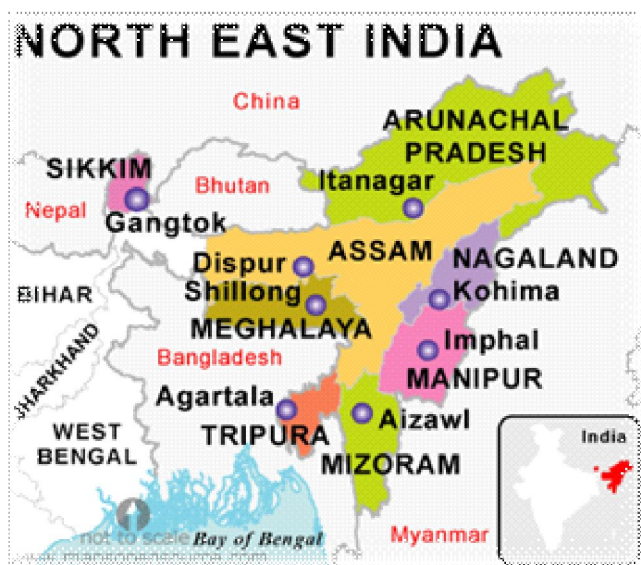 NORTH EAST INDIA
China
ARUNACHAL
PRADESH
SIKKIM
Bhutan
Itanagar
Nepal
Gangtok
ASSAM
NAGALAND
Dispur
Shillong
Kohima
BIHAR
MEGHALAYA
Imphal
Bangladesh
JHARKHAND
MANIPUR
Agartala
Aizawl
WEST
BENGAL
TRIPURA
India
MIZORAM
not to scale
Bay of Bengal
Myanmar